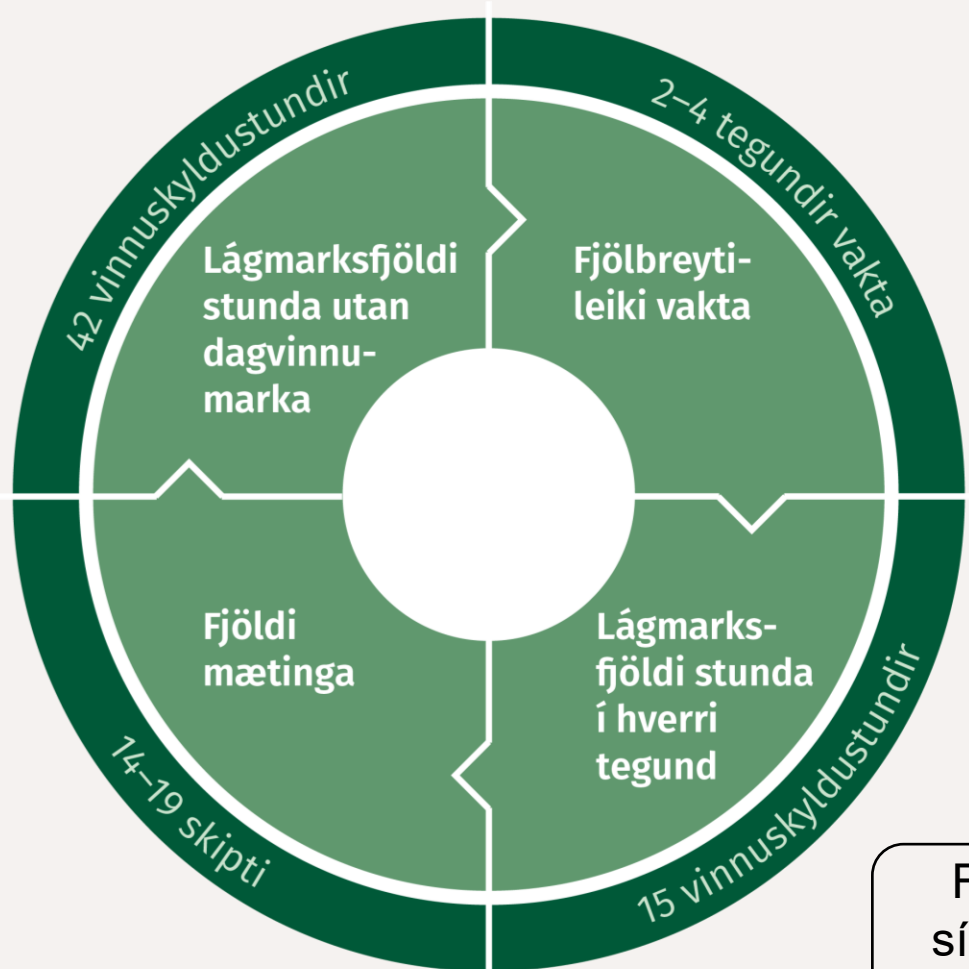 42 vinnuskyldustundir
2–4 tegundir vakta
Lágmarksfjöldi
stunda utan
dagvinnu-
marka
Fjölbreyti-
leiki vakta
Fjöldi
mætinga
Lágmarks-
fjöldi stunda
í hverri
tegund
14–19 skipti
15 vinnuskyldustundir